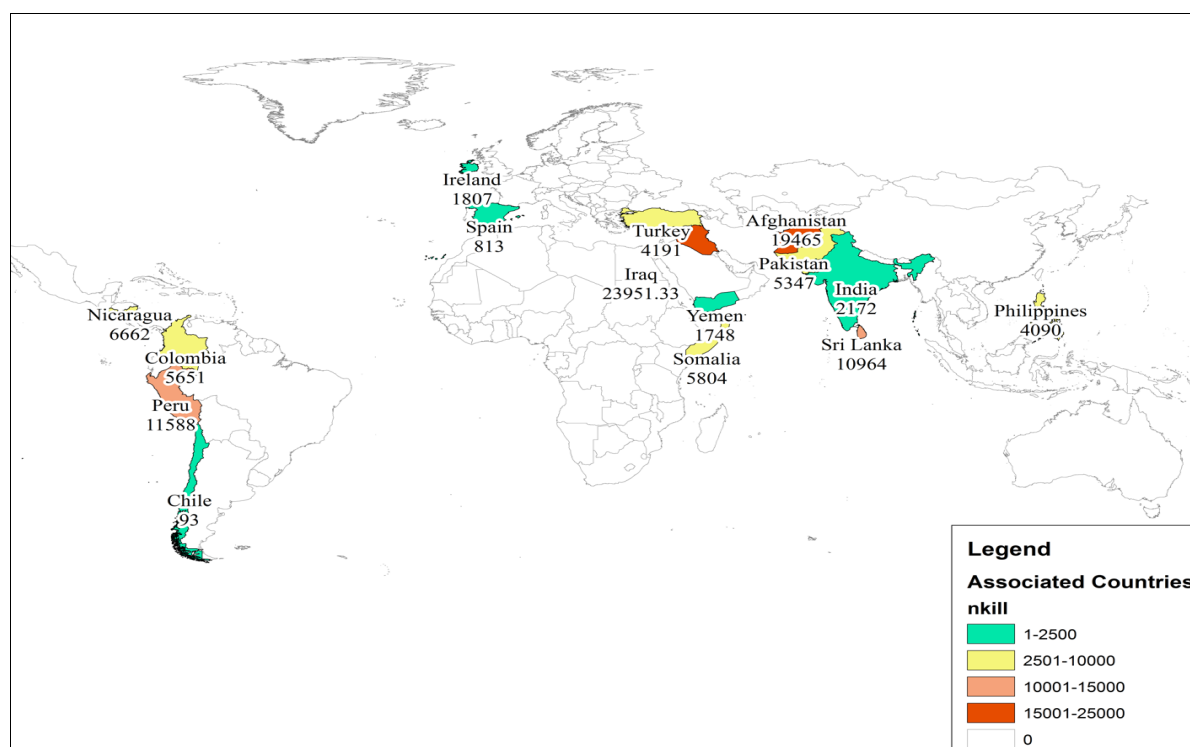 Ireland
1807
Spain
813
Turkey
4191
Afghanistan
19465
Iraq
23951.33
Pakistan
5347
India
2172
Nicaragua
6662
Yemen
1748
Philippines
4090
Colombia
5651
Somalia
5804
Sri Lanka
10964
Peru
11588
Chile
93
Legend
Associated Countries
nkill
1-2500
2501-10000
10001-15000
15001-25000
0